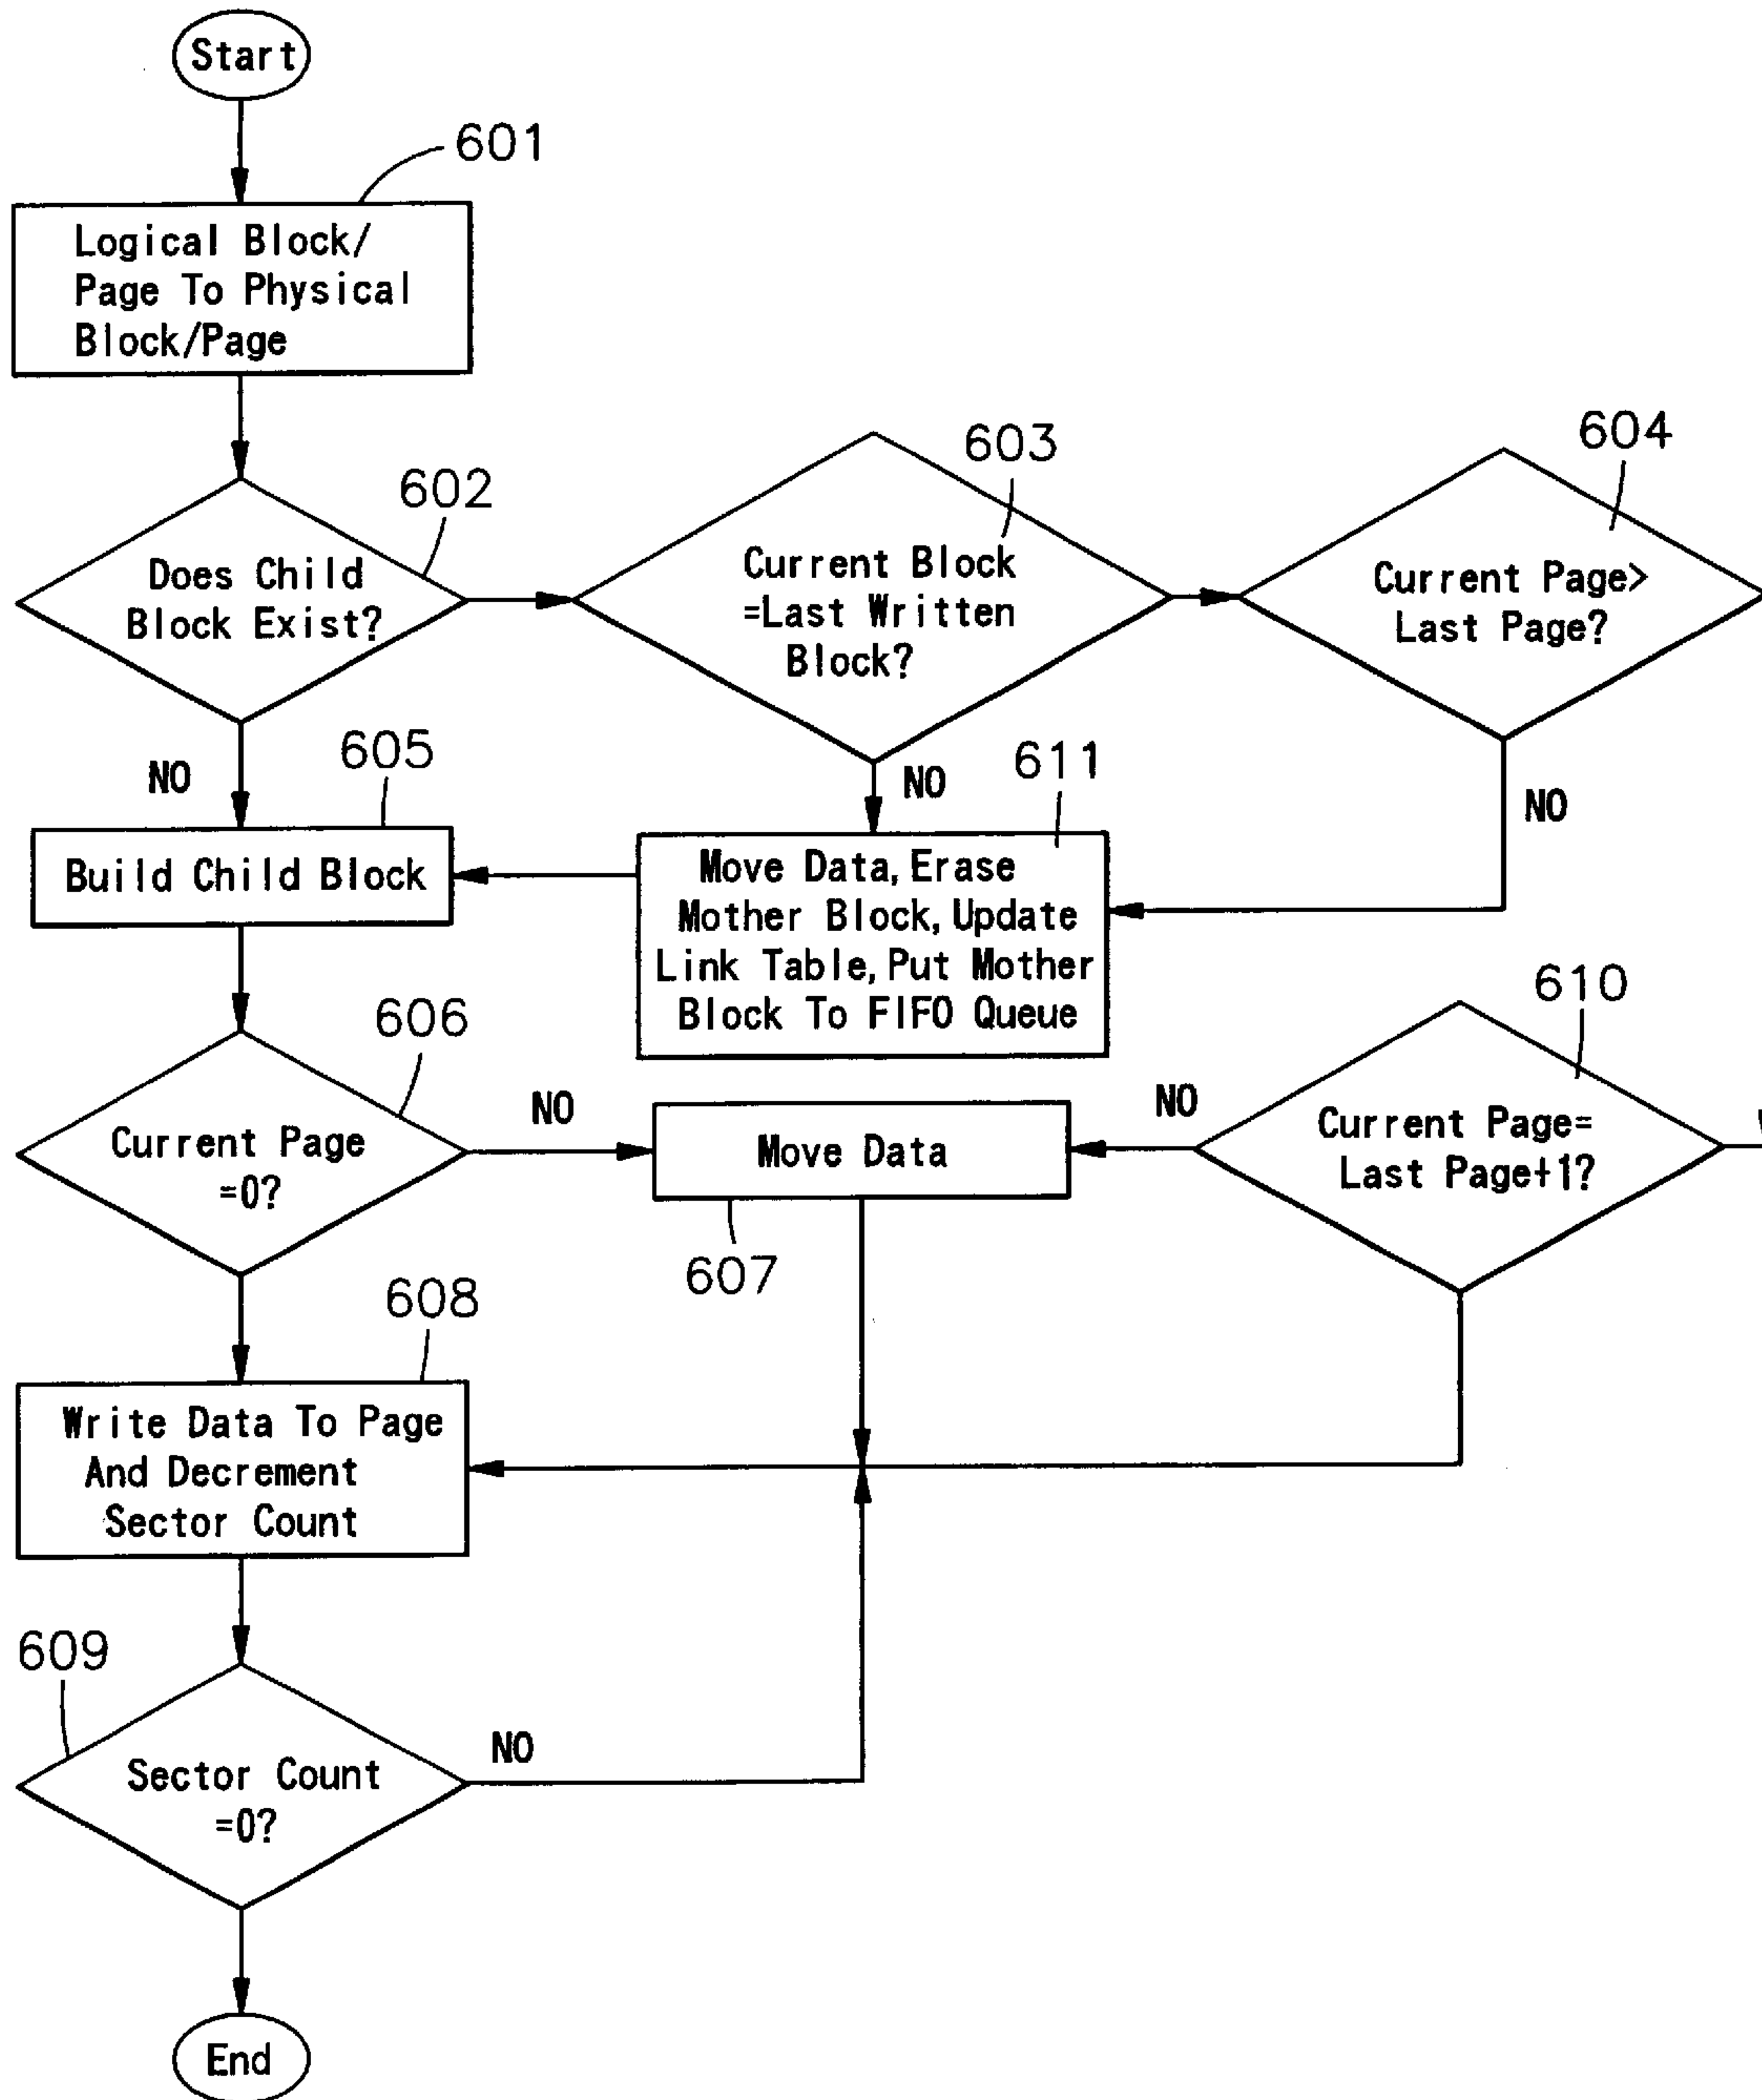 Start
601
Logical Block/
Page To Physical
Block/Page
602
Does Child
Block Exist?
603
Current Block
=Last Written
Block?
604
Current Page>
Last Page?
NO
NO
NO
605
Build Child Block
611
Move Data, Erase
Mother Block, Update
Link Table, Put Mother
Block To FIFO Queue
606
Current Page
=0?
NO
Move Data
607
NO
610
Current Page=
Last Page+1?
608
Write Data To Page
And Decrement
Sector Count
609
Sector Count
=0?
NO
End